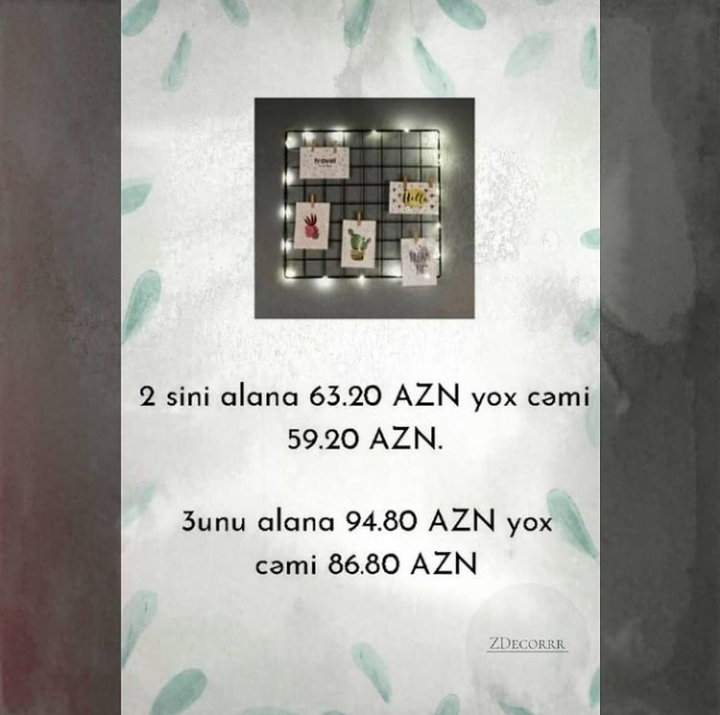 travel
Hello
2 sini alana 63.20 AZN yox cəmi
59.20 AZN.
3unu alana 94.80 AZN yox
cəmi 86.80 AZN
ZDECORRR